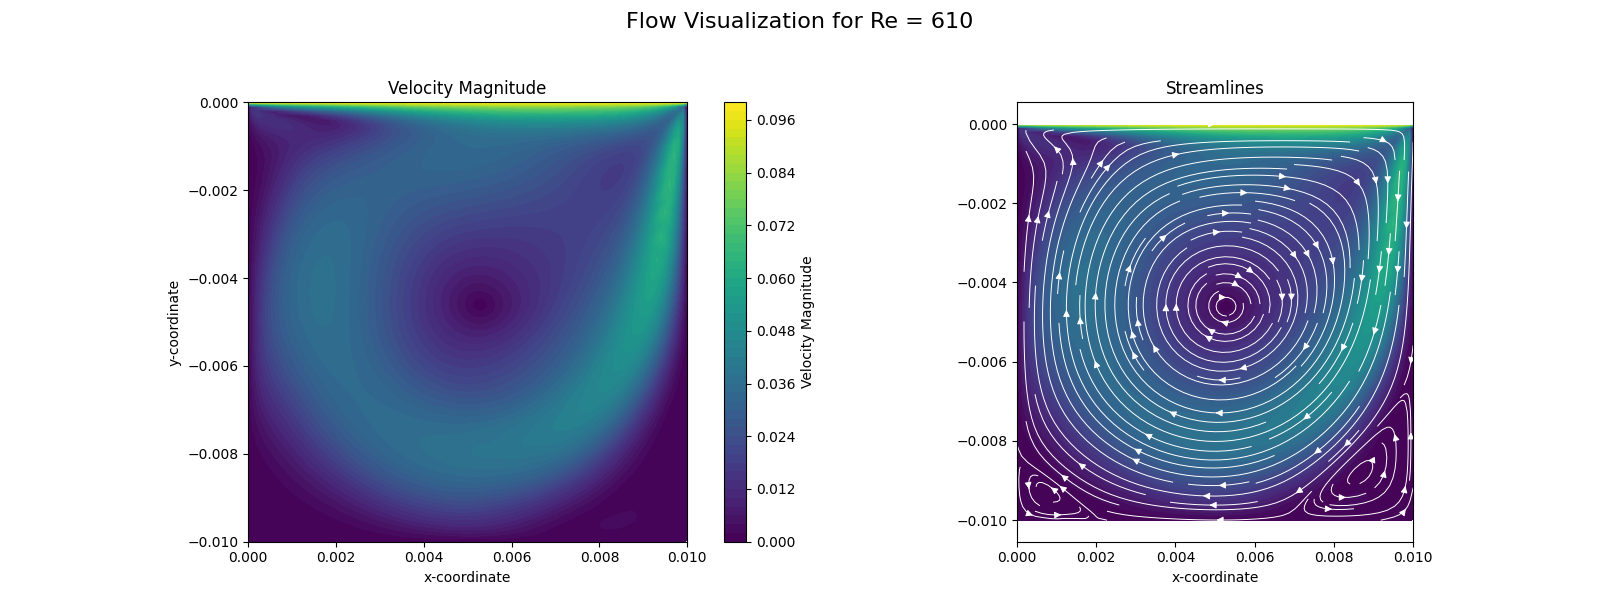 Flow Visualization for Re = 610
Velocity Magnitude
0.000
−0.002
−0.004
−0.006
−0.008
−0.010
y-coordinate
0.000 0.002 0.004 0.006 0.008 0.010
x-coordinate
0.096
0.084
0.072
0.060
0.048
0.036
0.024
0.012
0.000
Velocity Magnitude
Streamlines
0.000
−0.002
−0.004
−0.006
−0.008
−0.010
0.000 0.002 0.004 0.006 0.008 0.010
x-coordinate